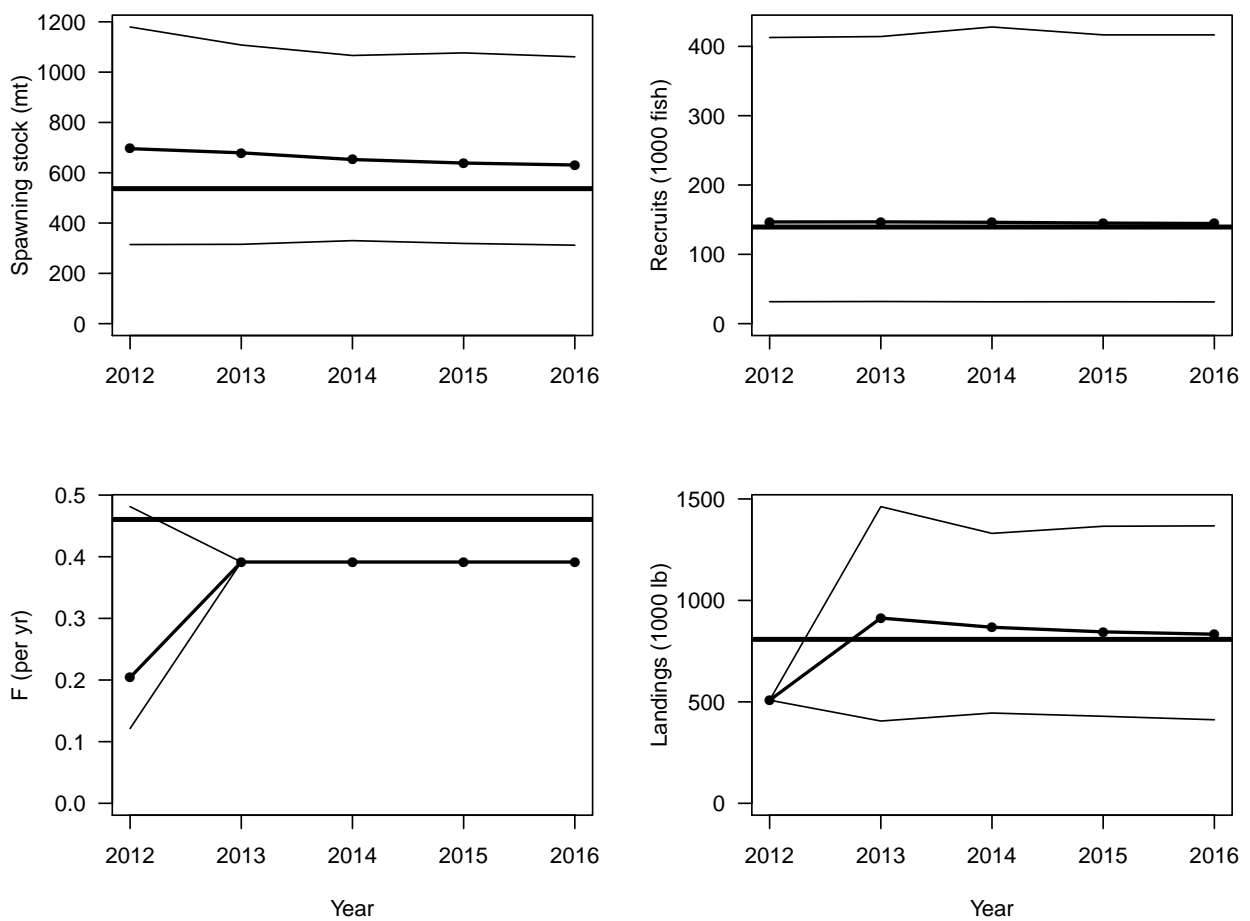 Spawning stock (mt)
1200
1000
800
600
400
200
0
2012 2013 2014 2015 2016
Recruits (1000 fish)
400
300
200
100
0
2012 2013 2014 2015 2016
F (per yr)
0.5
0.4
0.3
0.2
0.1
0.0
2012 2013 2014 2015 2016
Year
Landings (1000 lb)
1500
1000
500
0
2012 2013 2014 2015 2016
Year